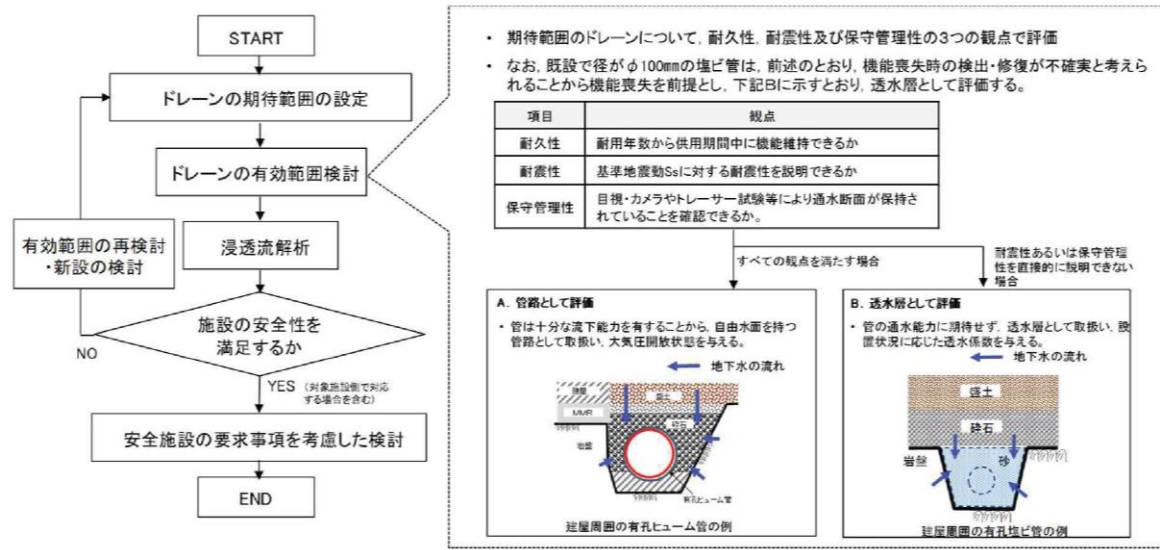 START
ドレーンの期待範囲の設定
ドレーンの有効範囲検討
浸透流解析
有効範囲の再検討
・新設の検討
施設の安全性を
満足するか
NO
YES (対象施設側で対応
する場合を含む)
安全施設の要求事項を考慮した検討
END
• 期待範囲のドレーンについて，耐久性，耐震性及び保守管理性の３つの観点で評価
• なお，既設で径がφ100mmの塩ビ管は，前述のとおり，機能喪失時の検出・修復が不確実と考えら
れることから機能喪失を前提とし，下記Ｂに示すとおり，透水層として評価する。
項目 観点
耐久性 耐用年数から供用期間中に機能維持できるか
耐震性 基準地震動Ssに対する耐震性を説明できるか
保守管理性 目視・カメラやトレーサー試験等により通水断面が保持さ
れていることを確認できるか。
すべての観点を満たす場合
耐震性あるいは保守管理
性を直接的に説明できない
場合
A．管路として評価
• 管は十分な流下能力を有することから，自由水面を持つ
管路として取扱い，大気圧開放状態を与える。
地下水の流れ
建屋
盛土
MMR
砕石
岩盤
有孔ヒューム管
建屋周囲の有孔ヒューム管の例
B．透水層として評価
• 管の通水能力に期待せず，透水層として取扱い，設
置状況に応じた透水係数を与える。
地下水の流れ
盛土
砕石
岩盤
砂
建屋周囲の有孔塩ビ管の例